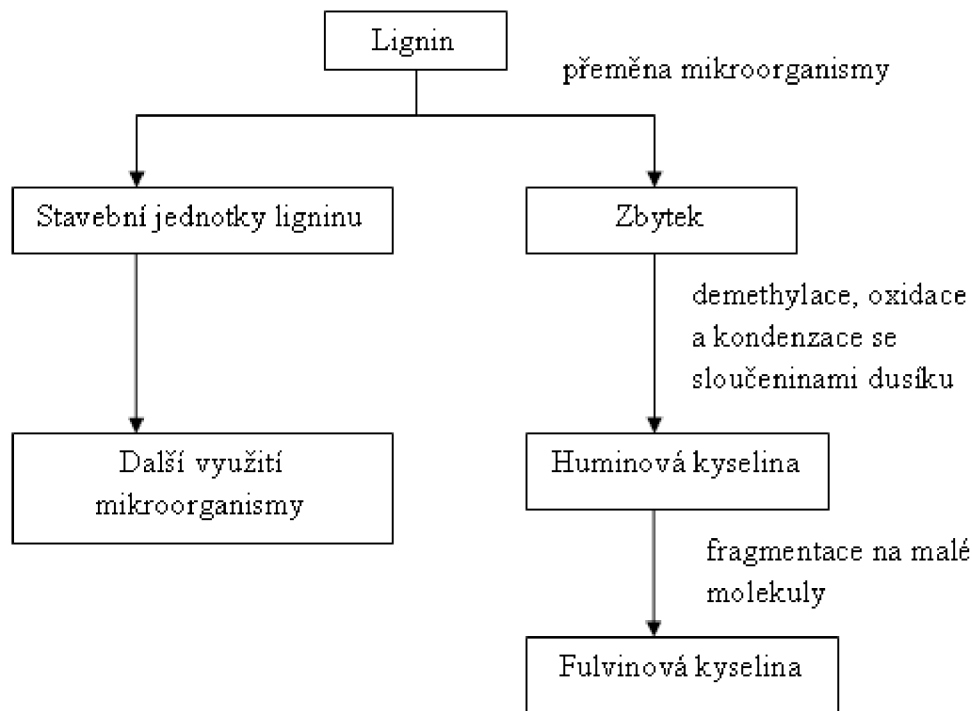 Lignin
přeměna mikroorganismy
Stavební jednotky ligninu
Zbytek
demethylace, oxidace
a kondenzace se
sloučeninami dusíku
Další využití
mikroorganismy
Huminová kyselina
fragmentace na malé
molekuly
Fulvinová kyselina